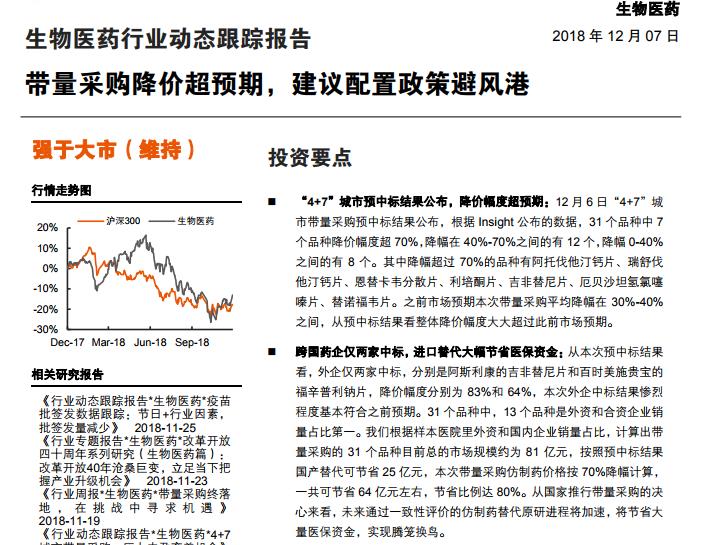 生物医药
2018 年 12 月 07 日
生物医药行业动态跟踪报告
带量采购降价超预期，建议配置政策避风港
强于大市（维持）
行情走势图
沪深300 生物医药
20%
10%
0%
-10%
-20%
-30%
Dec-17 Mar-18 Jun-18 Sep-18
相关研究报告
《行业动态跟踪报告*生物医药*疫苗
批签发数据跟踪：节日+行业因素，
批签发量减少》 2018-11-25
《行业专题报告*生物医药*改革开放
四十周年系列研究（生物医药篇）：
改革开放40年沧桑巨变，立足当下把
握产业升级机会》 2018-11-23
《行业周报*生物医药*带量采购终落
地，在挑战中寻求机遇》
2018-11-19
《行业动态跟踪报告*生物医药*4+7
投资要点
■ “4+7”城市预中标结果公布，降价幅度超预期：12 月 6 日“4+7”城
市带量采购预中标结果公布，根据 Insight 公布的数据，31 个品种中 7
个品种降价幅度超 70%，降幅在 40%-70%之间的有 12 个，降幅 0-40%
之间的有 8 个。其中降幅超过 70%的品种有阿托伐他汀钙片、瑞舒伐
他汀钙片、恩替卡韦分散片、利培酮片、吉非替尼片、厄贝沙坦氢氯噻
嗪片、替诺福韦片。之前市场预期本次带量采购平均降幅在 30%-40%
之间，从预中标结果看整体降价幅度大大超过此前市场预期。
■ 跨国药企仅两家中标，进口替代大幅节省医保资金：从本次预中标结果
看，外企仅两家中标，分别是阿斯利康的吉非替尼片和百时美施贵宝的
福辛普利钠片，降价幅度分别为 83%和 64%，本次外企中标结果惨烈
程度基本符合之前预期。31 个品种中，13 个品种是外资和合资企业销
量占比第一。我们根据样本医院里外资和国内企业销量占比，计算出带
量采购的 31 个品种目前总的市场规模约为 81 亿元，按照预中标结果
国产替代可节省 25 亿元，本次带量采购仿制药价格按 70%降幅计算，
一共可节省 64 亿元左右，节省比例达 80%。从国家推行带量采购的决
心来看，未来通过一致性评价的仿制药替代原研进程将加速，将节省大
量医保资金，实现腾笼换鸟。